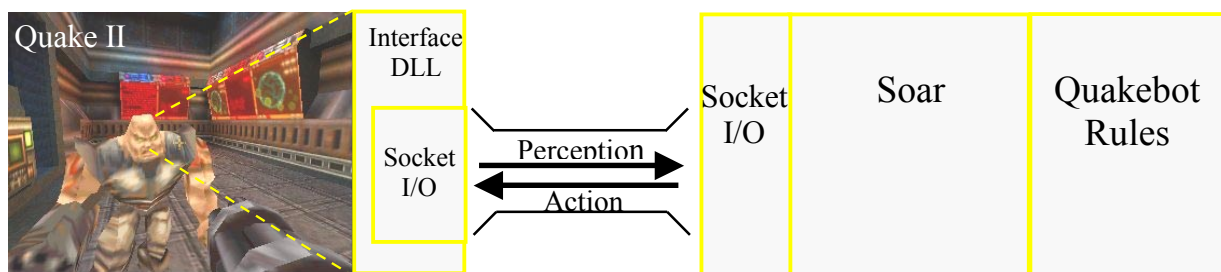 Quake II
Interface
DLL
Socket
I/O
Perception
Action
Socket
I/O
Soar
Quakebot
Rules